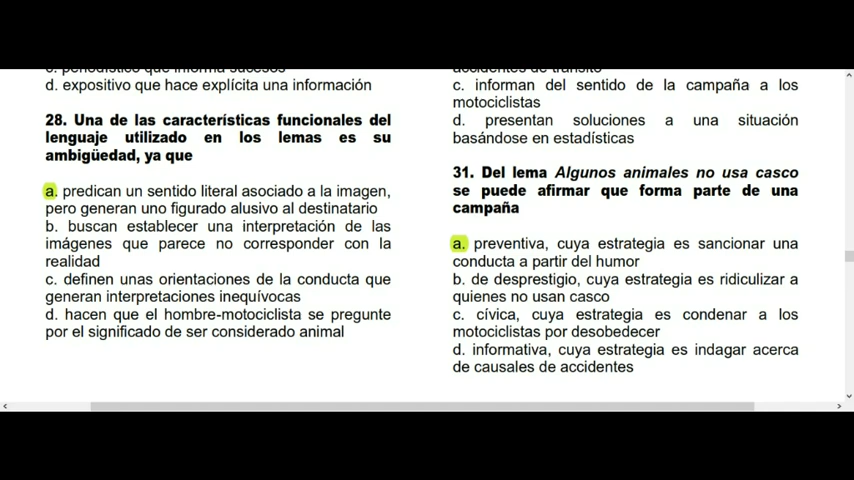 d. expositivo que hace explícita una información
28. Una de las características funcionales del
lenguaje utilizado en los lemas es su
ambigüedad, ya que
a. predican un sentido literal asociado a la imagen,
pero generan uno figurado alusivo al destinatario
b. buscan establecer una interpretación de las
imágenes que parece no corresponder con la
realidad
c. definen unas orientaciones de la conducta que
generan interpretaciones inequívocas
d. hacen que el hombre-motociclista se pregunte
por el significado de ser considerado animal
accidentes de tránsito
c. informan del sentido de la campaña a los
motociclistas
d. presentan soluciones a una situación
basándose en estadísticas
31. Del lema Algunos animales no usa casco
se puede afirmar que forma parte de una
campaña
a. preventiva, cuya estrategia es sancionar una
conducta a partir del humor
b. de desprestigio, cuya estrategia es ridiculizar a
quienes no usan casco
c. cívica, cuya estrategia es condenar a los
motociclistas por desobedecer
d. informativa, cuya estrategia es indagar acerca
de causales de accidentes